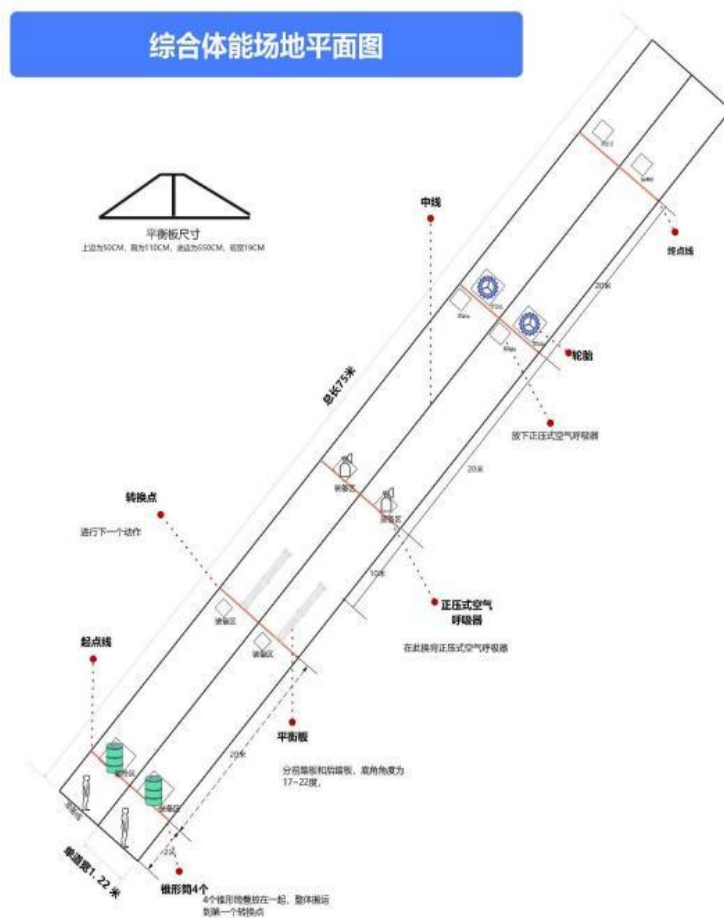 综合体能场地平面图
平衡板尺寸
上边为50CM，高为110CM，途边为550CM，板宽19CM
中线
终点线
20米
轮胎
总长75米
放下正压式空气呼吸器
20米
装备区
装备区
转换点
进行下一个动作
10米
正压式空气
呼吸器
在此换背正压式空气呼吸器
装备区
装备区
起点线
平衡板
20米
分前踏板和后踏板，底角角度为
17-22度，
装备区
装备区
单道宽1.22 米
锥形筒4个
4个锥形筒叠放在一起，整体搬运
到第一个转换点